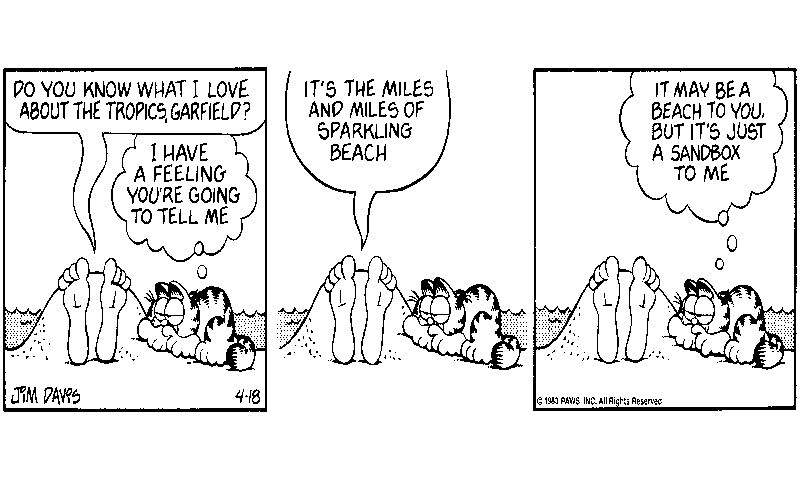 DO YOU KNOW WHAT I LOVE
ABOUT THE TROPICS, GARFIELD?
I HAVE
A FEELING
YOU'RE GOING
TO TELL ME
JIM DAVIS
4-18
IT'S THE MILES
AND MILES OF
SPARKLING
BEACH
IT MAY BE A
BEACH TO YOU,
BUT IT'S JUST
A SANDBOX
TO ME
© 1983 PAWS, INC. All Rights Reserved